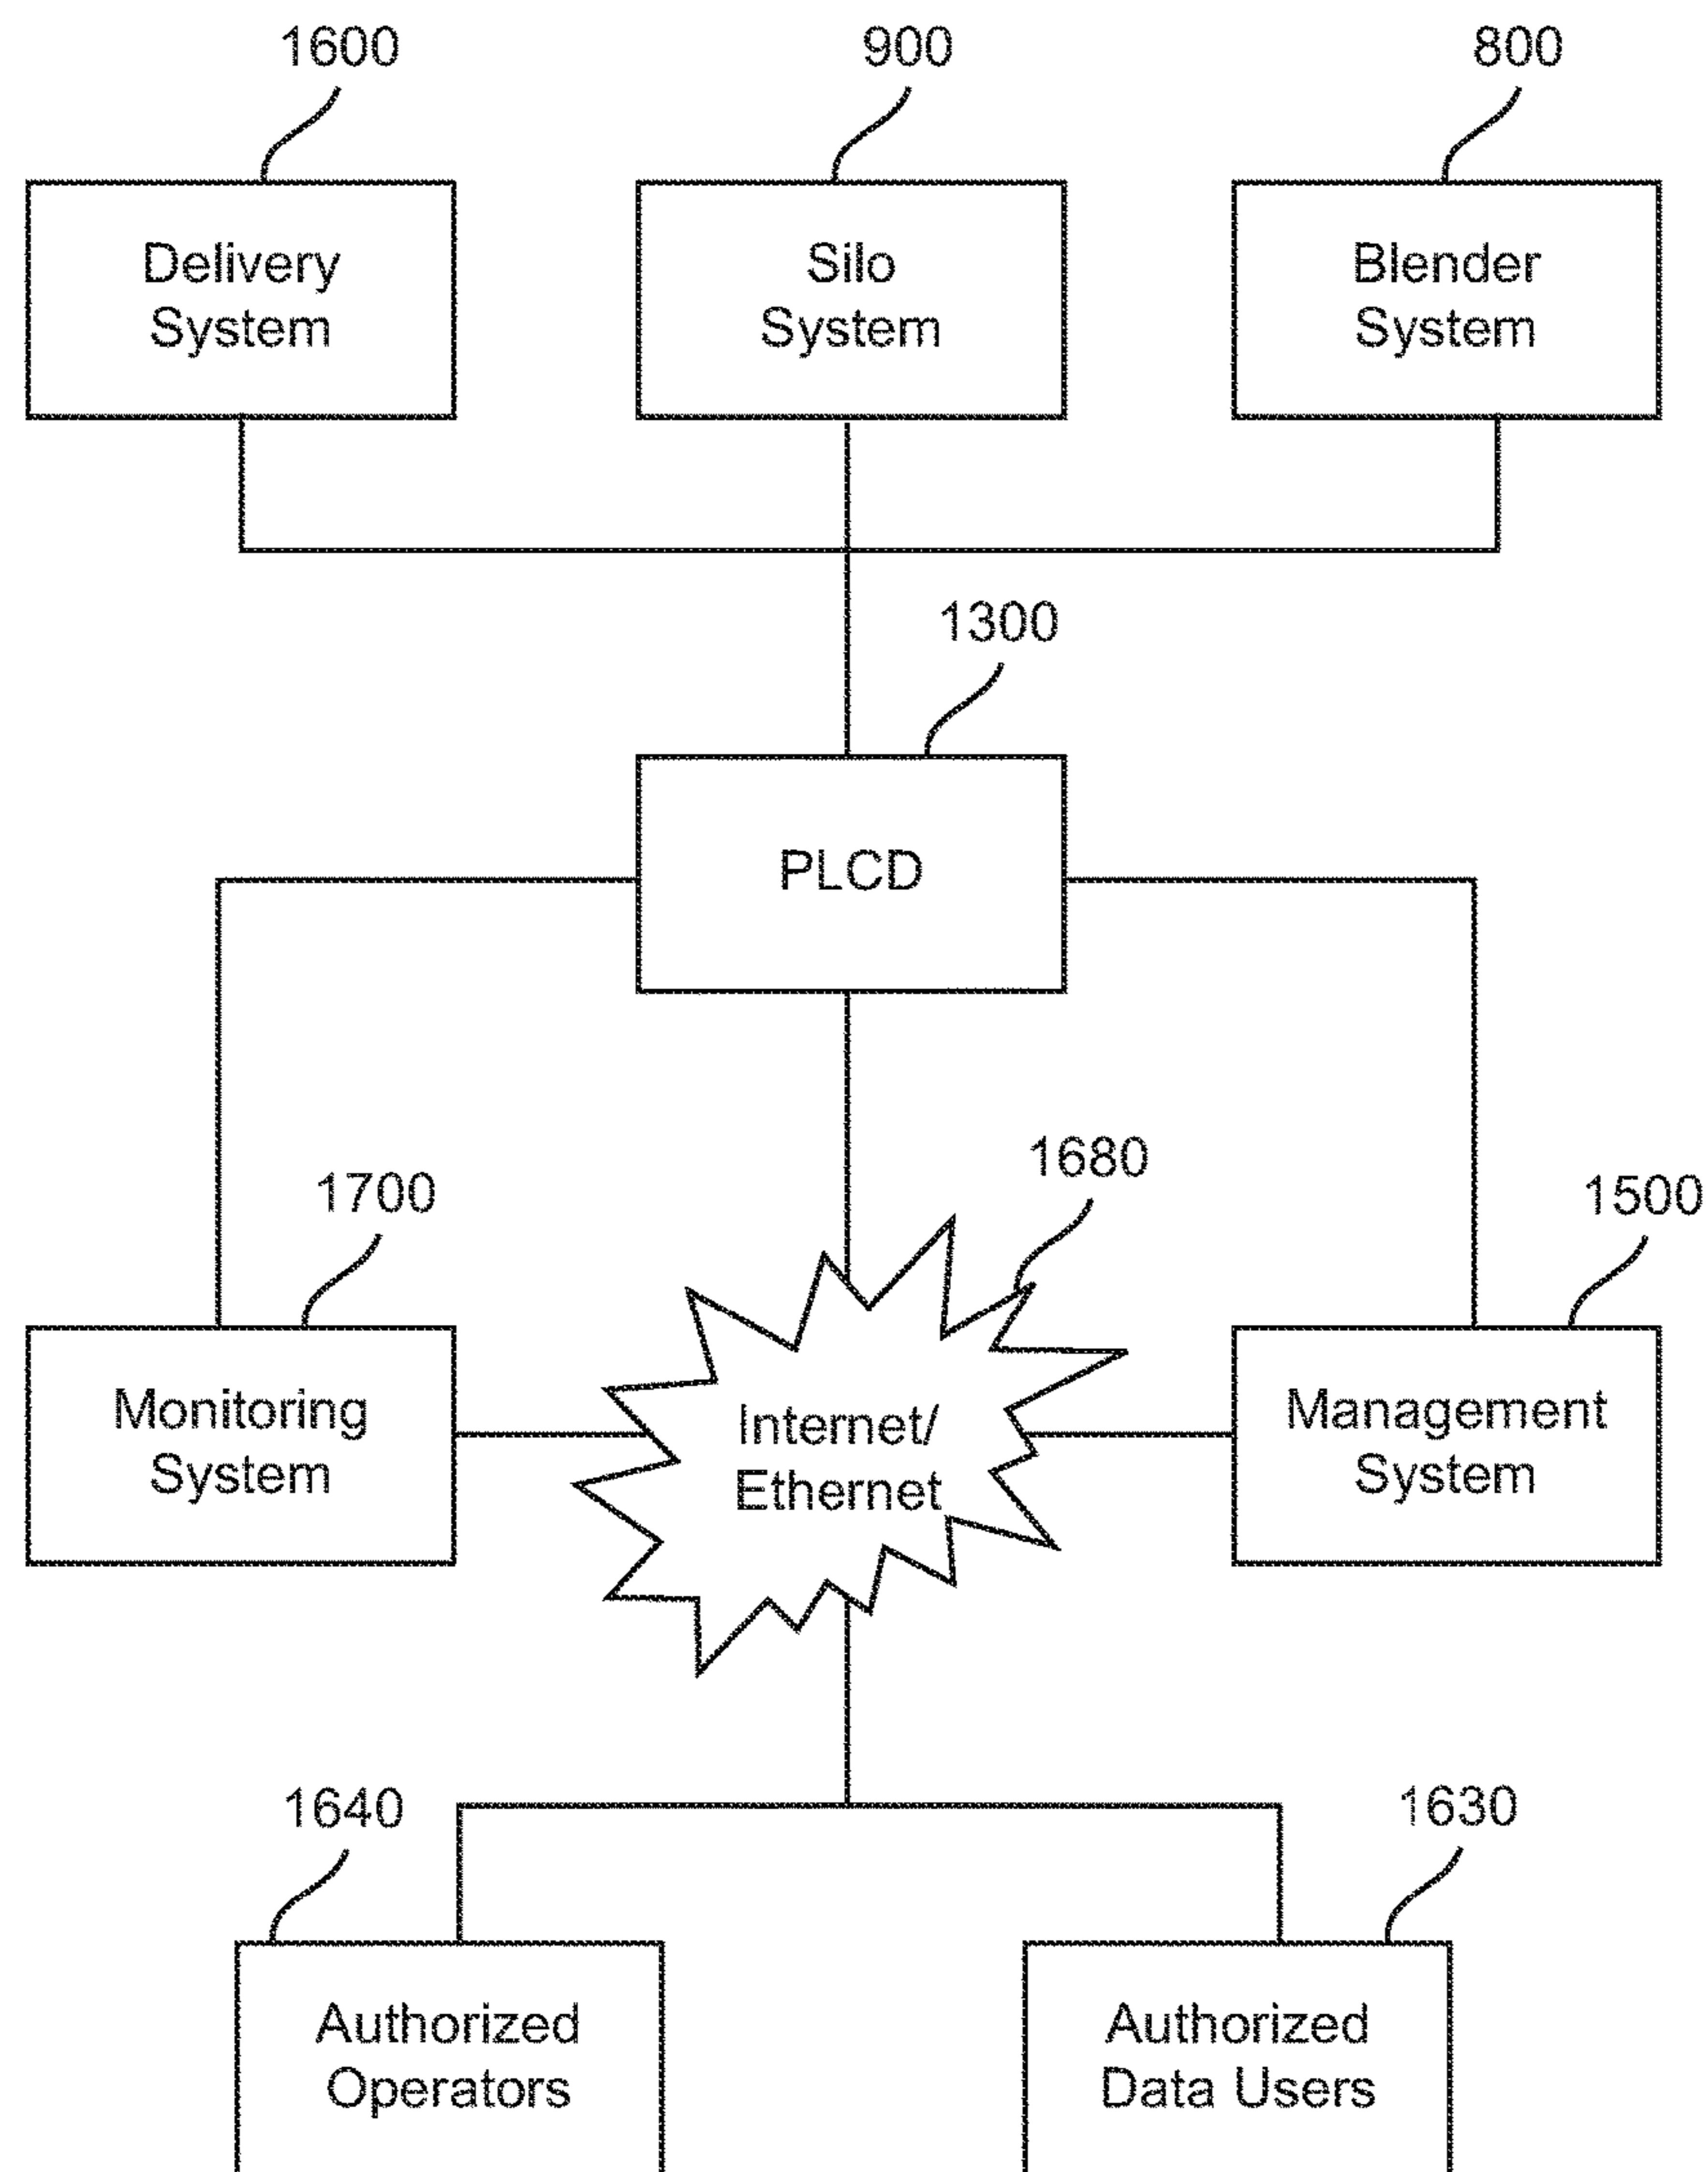 1600
900
800
Delivery
System
Silo
System
Blender
System
1300
PLCD
1680
1700
1500
Monitoring
System
Internet/
Ethernet
Management
System
1640
1630
Authorized
Operators
Authorized
Data Users